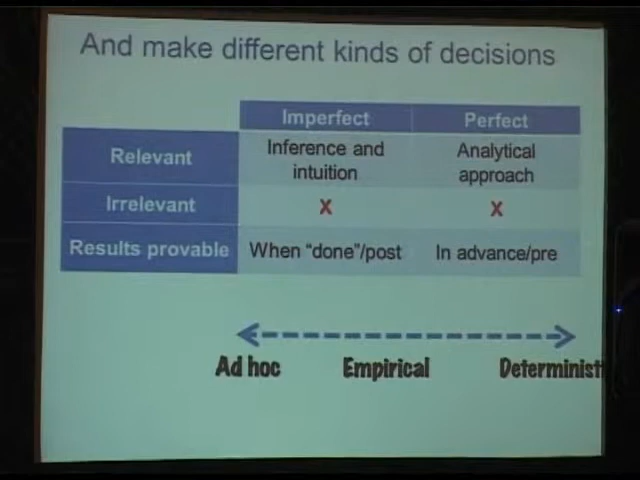 And make different kinds of decisions
Imperfect Perfect
Relevant Inference and intuition Analytical approach
Irrelevant X X
Results provable When “done”/post In advance/pre
Ad hoc Empirical Determinist